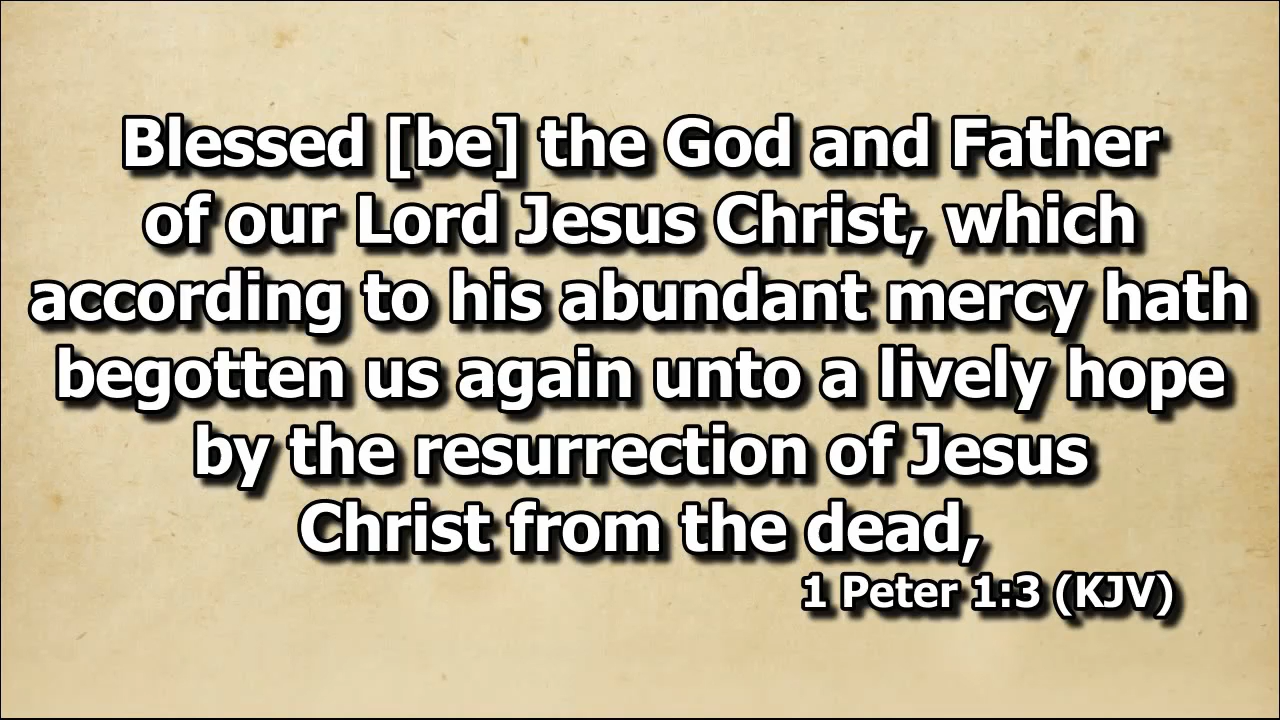 Blessed [be] the God and Father
of our Lord Jesus Christ, which
according to his abundant mercy hath
begotten us again unto a lively hope
by the resurrection of Jesus
Christ from the dead,
1 Peter 1:3 (KJV)